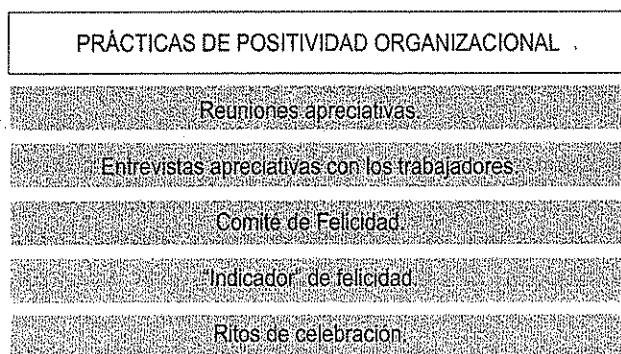 PRÁCTICAS DE POSITIVIDAD ORGANIZACIONAL
Reuniones apreciativas.
Entrevistas apreciativas con los trabajadores.
Comité de Felicidad.
"Indicador" de felicidad.
Ritos de celebración.